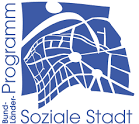 Bund-
Länder-
Programm
Soziale Stadt